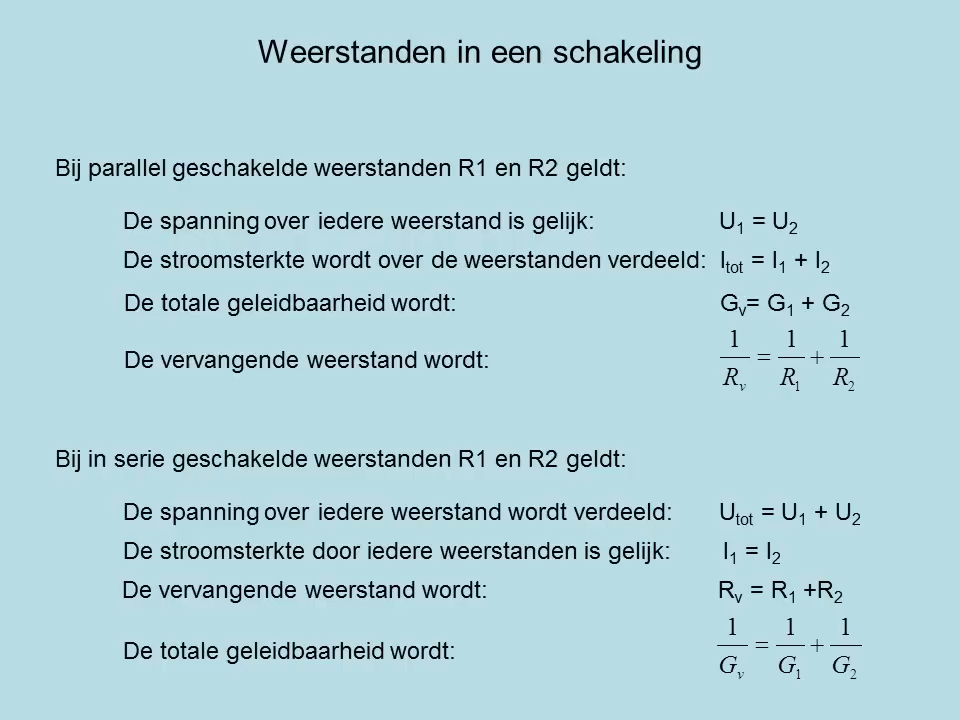 Weerstanden in een schakeling
Bij parallel geschakelde weerstanden R1 en R2 geldt:
De spanning over iedere weerstand is gelijk: U₁ = U₂
De stroomsterkte wordt over de weerstanden verdeeld: Iₜₒₜ = I₁ + I₂
De totale geleidbaarheid wordt: Gᵥ= G₁ + G₂
De vervangende weerstand wordt: 1/Rᵥ = 1/R₁ + 1/R₂
Bij in serie geschakelde weerstanden R1 en R2 geldt:
De spanning over iedere weerstand wordt verdeeld: Uₜₒₜ = U₁ + U₂
De stroomsterkte door iedere weerstanden is gelijk: I₁ = I₂
De vervangende weerstand wordt: Rᵥ = R₁ +R₂
De totale geleidbaarheid wordt: 1/Gᵥ = 1/G₁ + 1/G₂